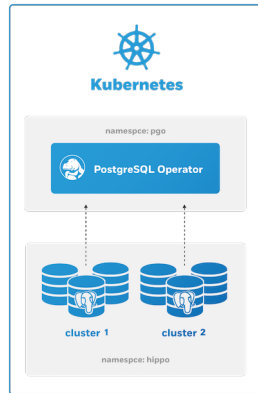 Kubernetes
namespce: pgo
PostgreSQL Operator
cluster 1
cluster 2
namespce: hippo